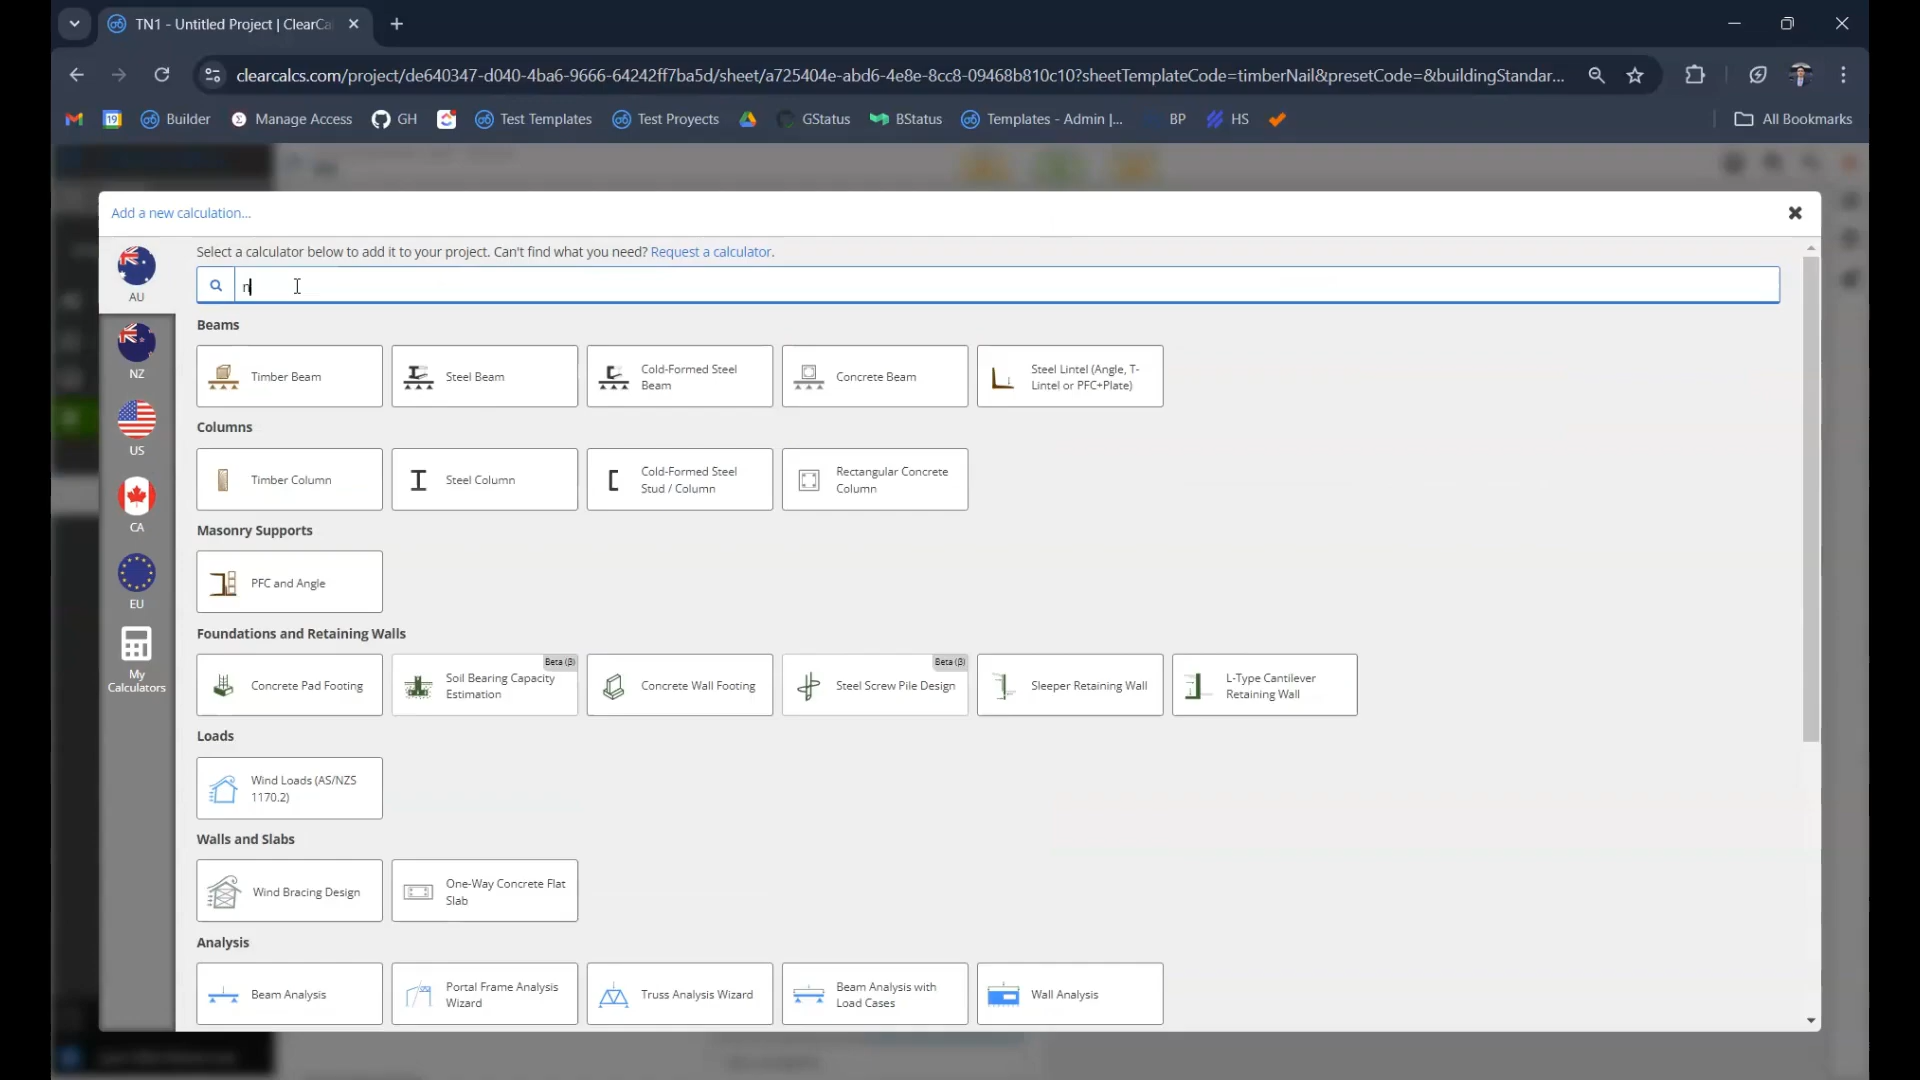 TN1 - Untitled Project | ClearCa
clearcalcs.com/project/de640347-d040-4ba6-9666-64242ff7ba5d/sheet/a725404e-abd6-4e8e-8cc8-09468b810c10?sheetTemplateCode=timberNail&presetCode=&buildingStandar...
19 Builder Manage Access GH Test Templates Test Proyects GStatus BStatus Templates - Admin |... BP HS All Bookmarks
Add a new calculation...
Select a calculator below to add it to your project. Can't find what you need? Request a calculator.
n
AU
NZ
US
CA
EU
My
Calculators
Beams
Timber Beam
Steel Beam
Cold-Formed Steel
Beam
Concrete Beam
Steel Lintel (Angle, T-
Lintel or PFC+Plate)
Columns
Timber Column
Steel Column
Cold-Formed Steel
Stud / Column
Rectangular Concrete
Column
Masonry Supports
PFC and Angle
Foundations and Retaining Walls
Concrete Pad Footing
Beta (β)
Soil Bearing Capacity
Estimation
Concrete Wall Footing
Beta (β)
Steel Screw Pile Design
Sleeper Retaining Wall
L-Type Cantilever
Retaining Wall
Loads
Wind Loads (AS/NZS
1170.2)
Walls and Slabs
Wind Bracing Design
One-Way Concrete Flat
Slab
Analysis
Beam Analysis
Portal Frame Analysis
Wizard
Truss Analysis Wizard
Beam Analysis with
Load Cases
Wall Analysis